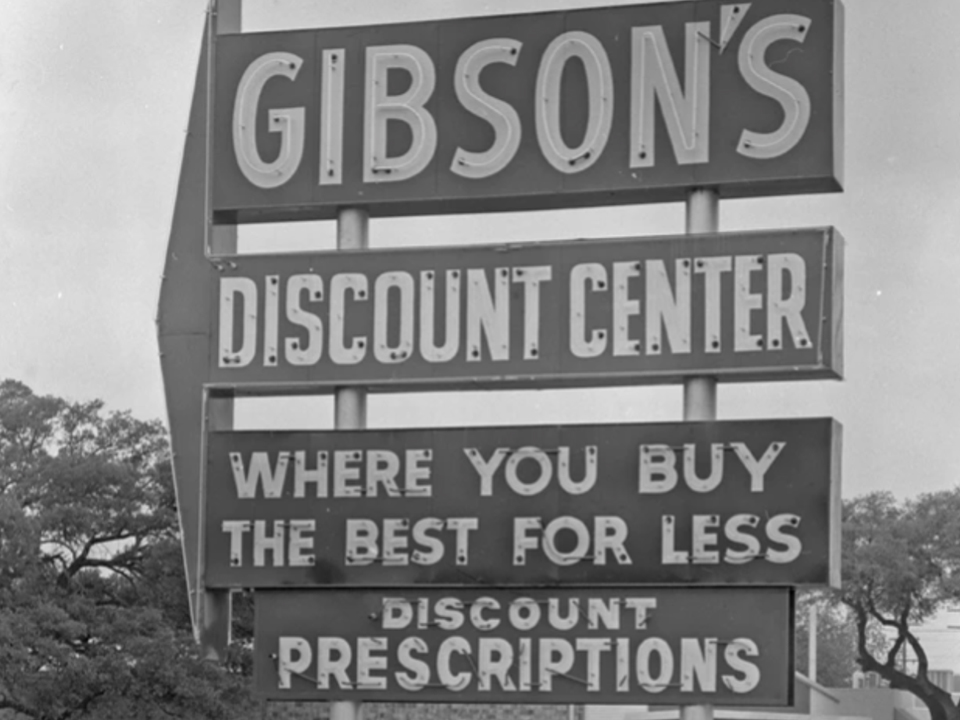 GIBSON'S
DISCOUNT CENTER
WHERE YOU BUY
THE BEST FOR LESS
DISCOUNT
PRESCRIPTIONS